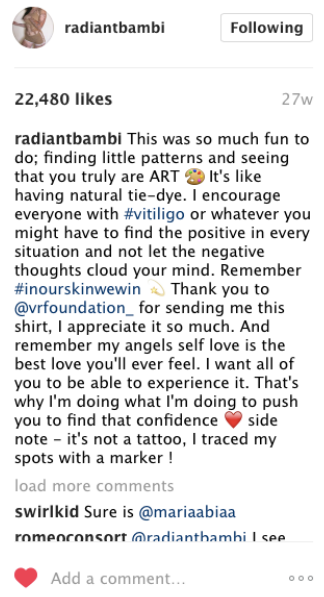 radiantbambi
Following
22,480 likes
27w
radiantbambi This was so much fun to
do; finding little patterns and seeing
that you truly are ART 🎨 It's like
having natural tie-dye. I encourage
everyone with #vitiligo or whatever you
might have to find the positive in every
situation and not let the negative
thoughts cloud your mind. Remember
#inourskinwewin 💫 Thank you to
@vrfoundation_ for sending me this
shirt, I appreciate it so much. And
remember my angels self love is the
best love you'll ever feel. I want all of
you to be able to experience it. That's
why I'm doing what I'm doing to push
you to find that confidence ❤️ side
note - it's not a tattoo, I traced my
spots with a marker !
load more comments
swirlkid Sure is @mariaabiaa
romeoconsort @radiantbambi I see
Add a comment...